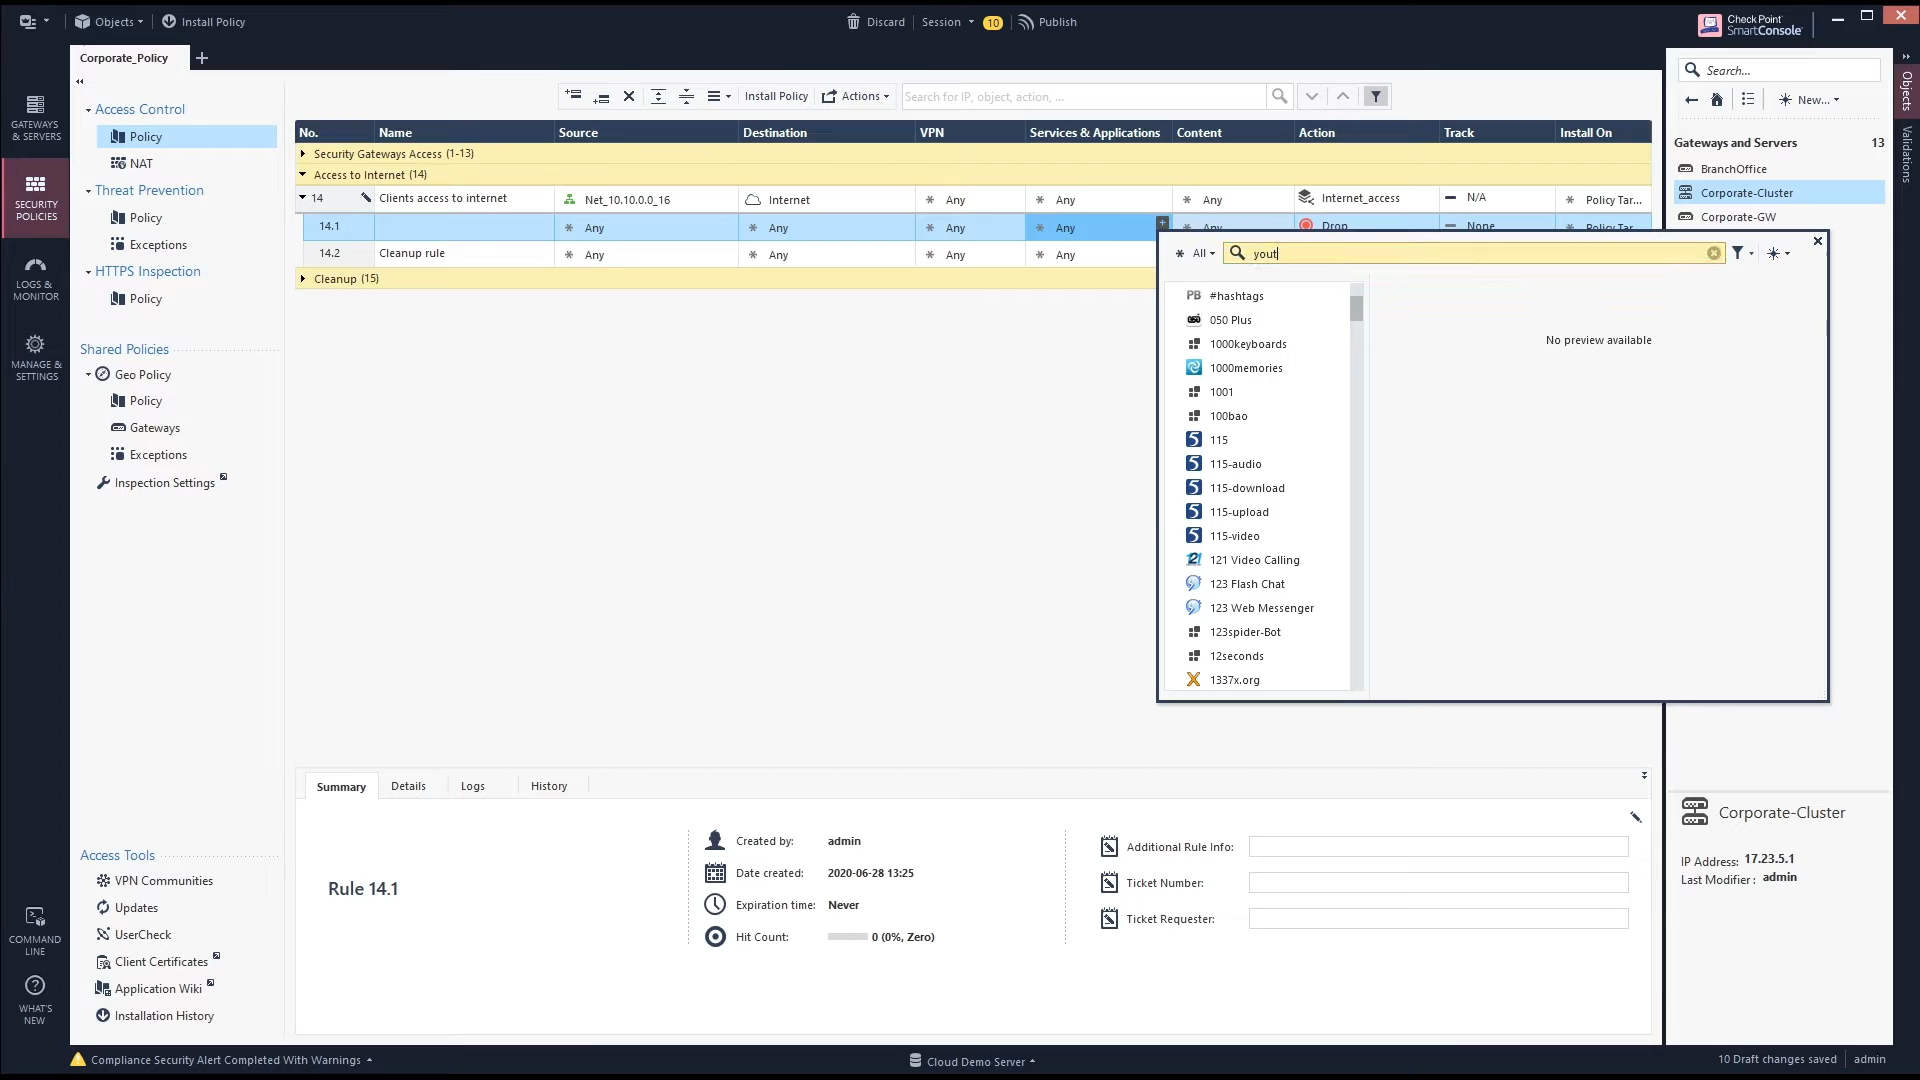 Objects
Install Policy
Discard
Session
10
Publish
Check Point
SmartConsole
Corporate_Policy
GATEWAYS
& SERVERS
SECURITY
POLICIES
LOGS &
MONITOR
MANAGE &
SETTINGS
COMMAND
LINE
WHAT'S
NEW
Access Control
Policy
NAT
Threat Prevention
Policy
Exceptions
HTTPS Inspection
Policy
Shared Policies
Geo Policy
Policy
Gateways
Exceptions
Inspection Settings
Access Tools
VPN Communities
Updates
UserCheck
Client Certificates
Application Wiki
Installation History
Install Policy
Actions
Search for IP, object, action, ...
No. Name Source Destination VPN Services & Applications Content Action Track Install On
Security Gateways Access (1-13)
Access to Internet (14)
14 Clients access to internet Net_10.10.0.0_16 Internet Any Any Any Internet_access N/A Policy Tar...
14.1 Any Any Any Any Any Drop None Policy Tar...
14.2 Cleanup rule Any Any Any Any
Cleanup (15)
All
yout
#hashtags
050 Plus
1000keyboards
1000memories
1001
100bao
115
115-audio
115-download
115-upload
115-video
121 Video Calling
123 Flash Chat
123 Web Messenger
123spider-Bot
12seconds
1337x.org
No preview available
Summary
Details
Logs
History
Rule 14.1
Created by: admin
Date created: 2020-06-28 13:25
Expiration time: Never
Hit Count: 0 (0%, Zero)
Additional Rule Info:
Ticket Number:
Ticket Requester:
Search...
New...
Gateways and Servers 13
BranchOffice
Corporate-Cluster
Corporate-GW
Corporate-Cluster
IP Address: 17.23.5.1
Last Modifier : admin
Objects
Validations
Compliance Security Alert Completed With Warnings
Cloud Demo Server
10 Draft changes saved
admin